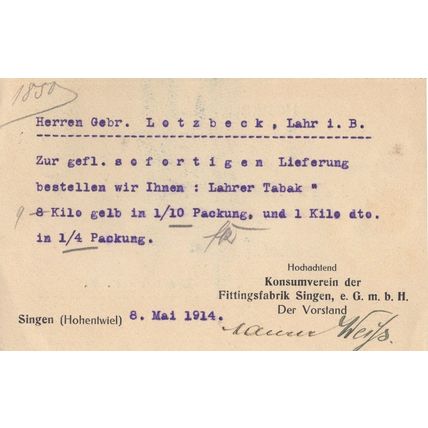 1850
Herren Gebr. Lotzbeck, Lahr i. B.
Zur gefl. sofortigen Lieferung
bestellen wir Ihnen : Lahrer Tabak "
9 8 Kilo gelb in 1/10 Packung, und 1 Kilo dto.
in 1/4 Packung.
Hochachtend
Konsumverein der
Fittingsfabrik Singen, e. G. m. b. H.
Der Vorstand
Singen (Hohentwiel) 8. Mai 1914.
Weiß.